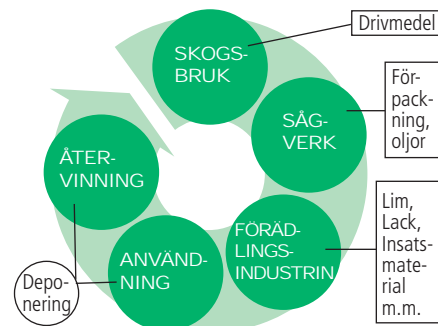 SKOGS-
BRUK
Drivmedel
SÅG-
VERK
För-
pack-
ning,
oljor
FÖRÄD-
LINGS-
INDUSTRIN
Lim,
Lack,
Insats-
mate-
rial
m.m.
ANVÄND-
NING
ÅTER-
VINNING
Depo-
nering